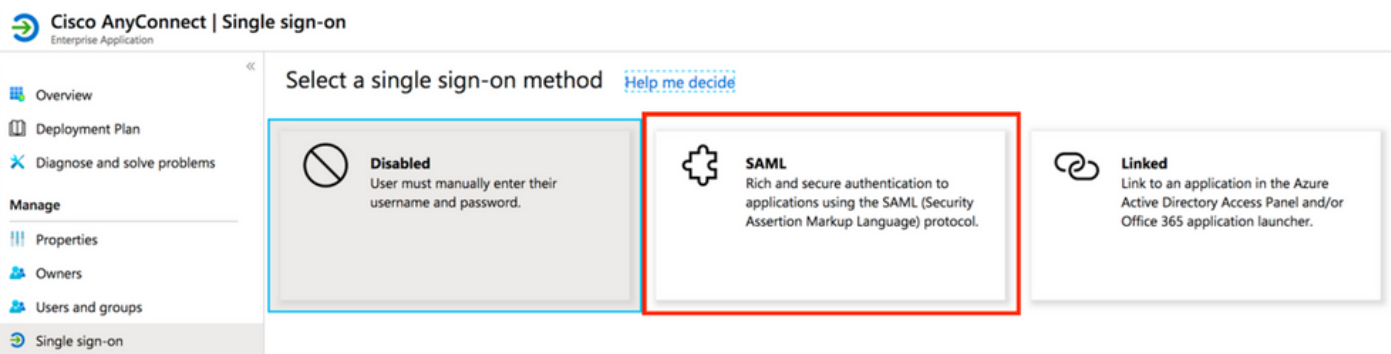 Cisco AnyConnect | Single sign-on
Enterprise Application
«
Overview
Deployment Plan
Diagnose and solve problems
Manage
Properties
Owners
Users and groups
Single sign-on
Select a single sign-on method Help me decide
Disabled
User must manually enter their
username and password.
SAML
Rich and secure authentication to
applications using the SAML (Security
Assertion Markup Language) protocol.
Linked
Link to an application in the Azure
Active Directory Access Panel and/or
Office 365 application launcher.